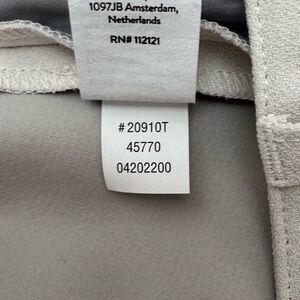 1097JB Amsterdam,
Netherlands
RN# 112121
#20910T
45770
04202200